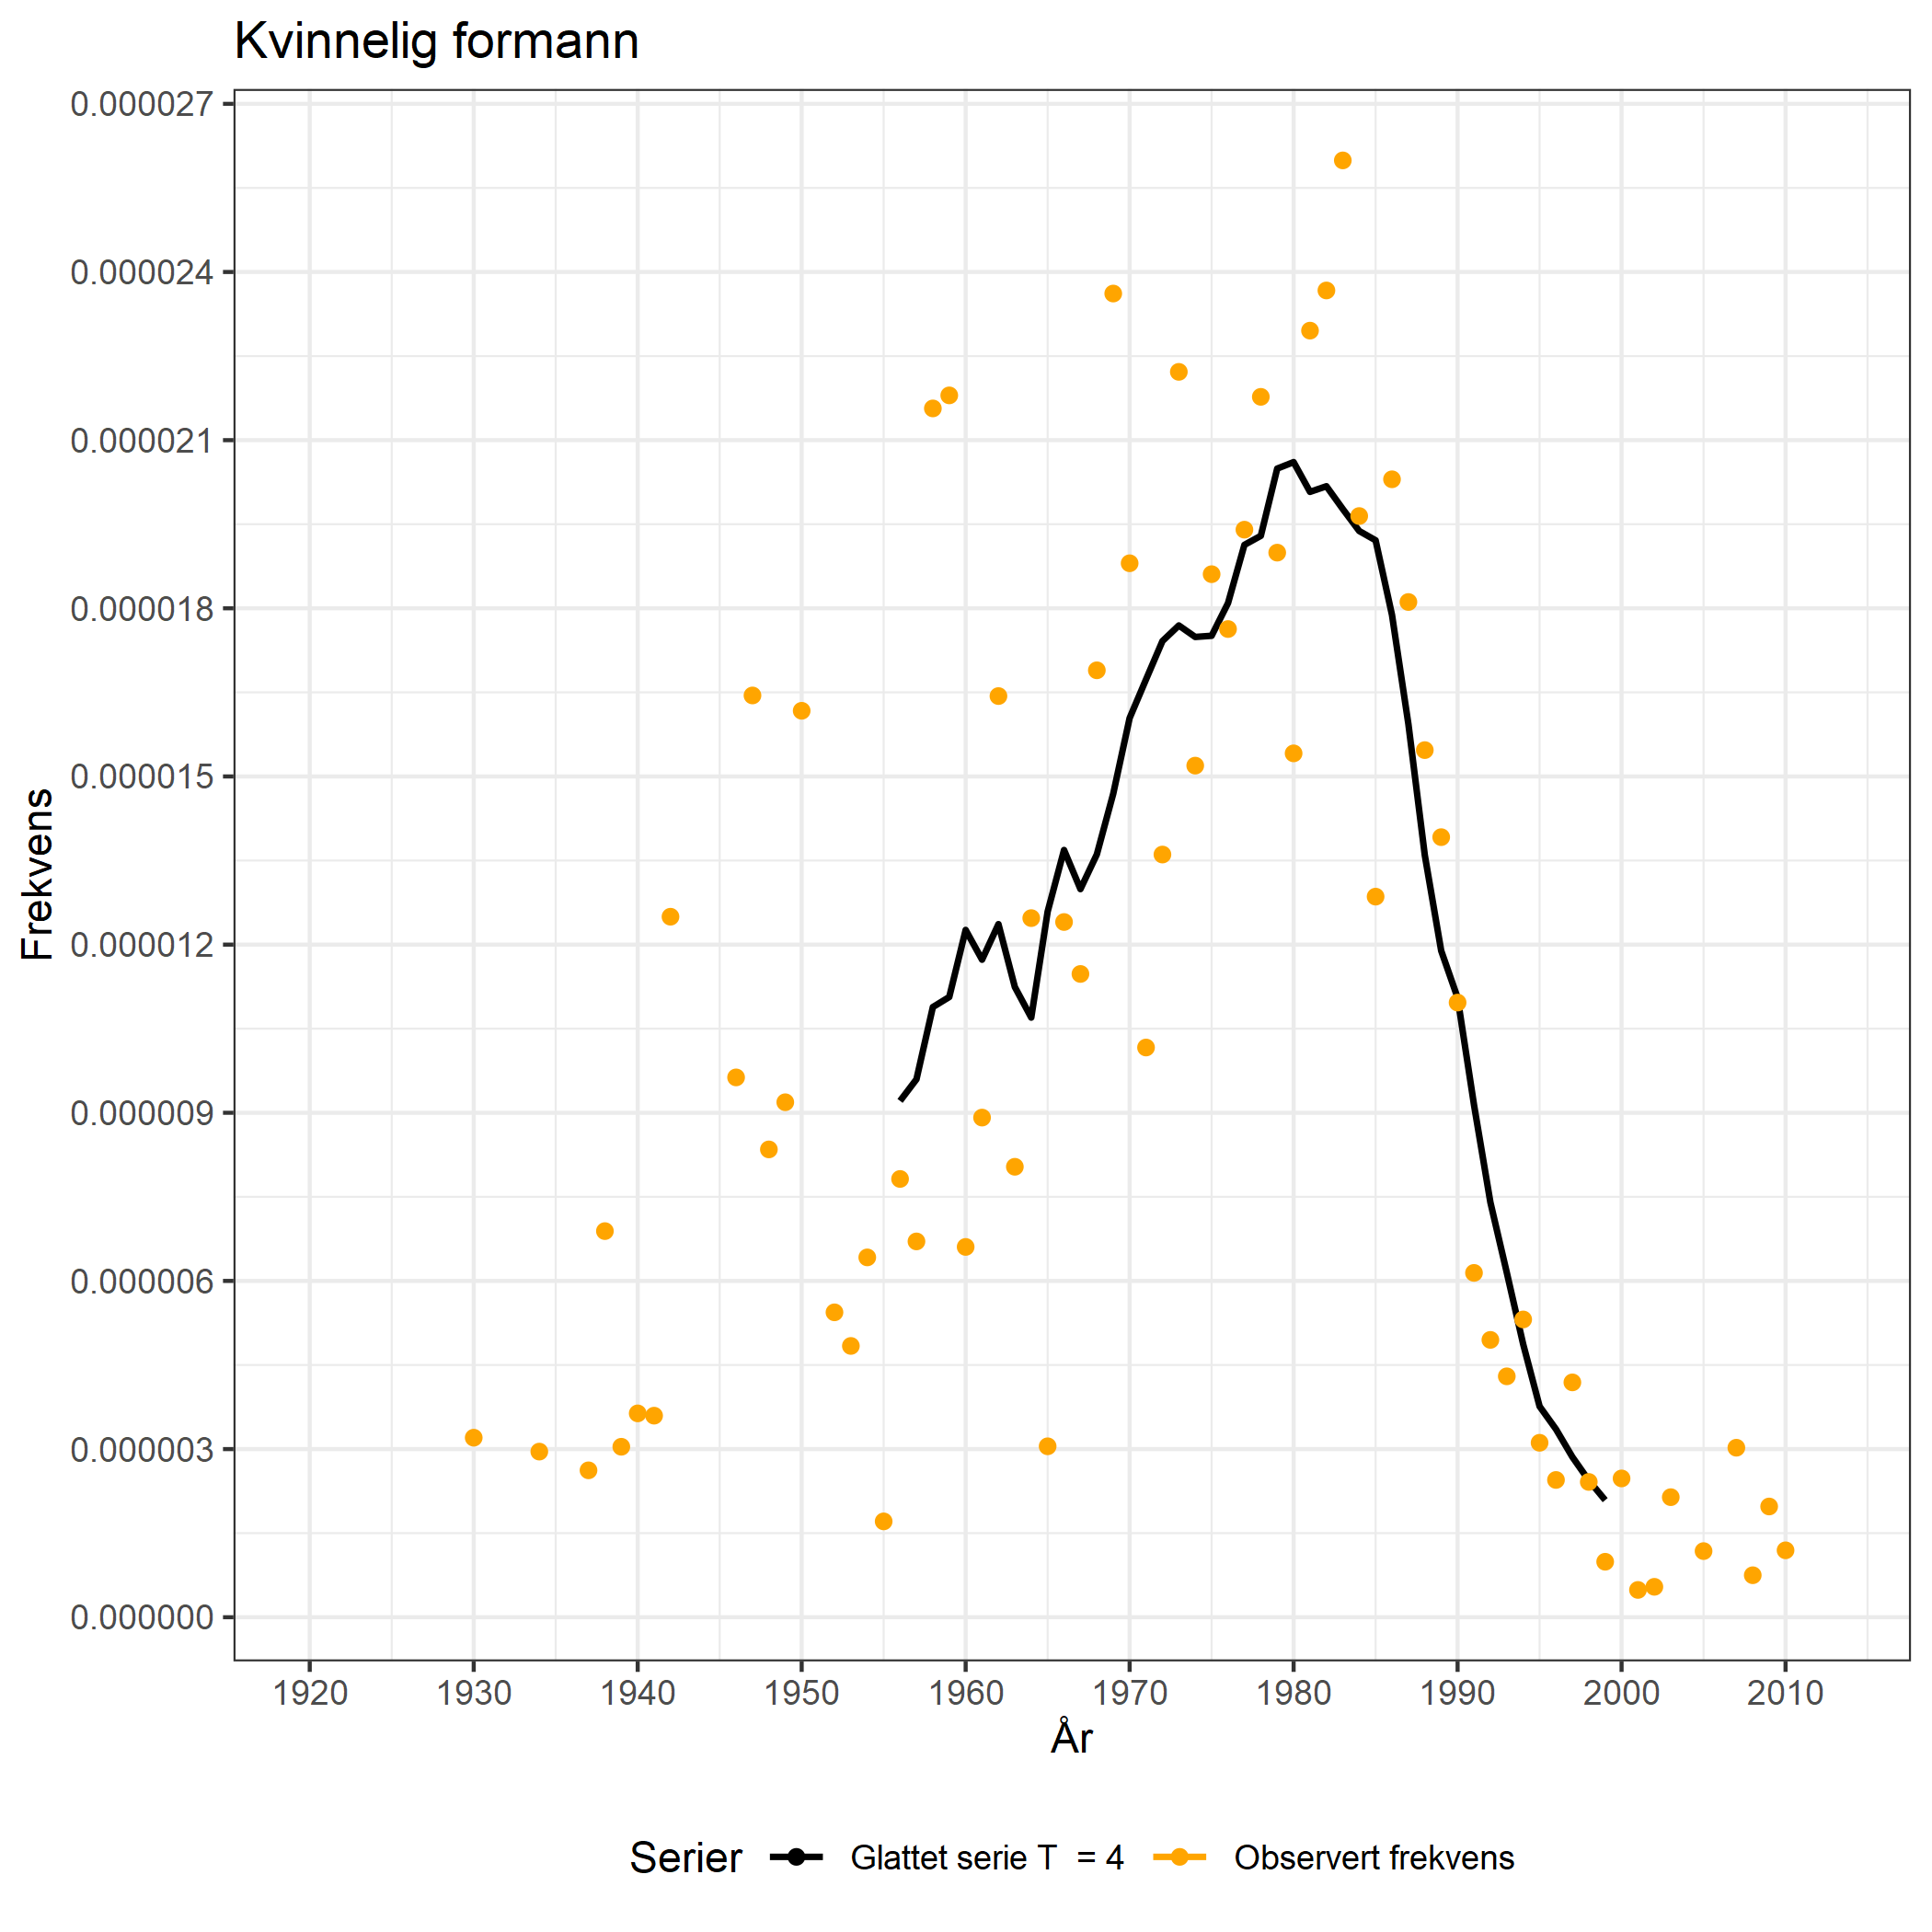 Kvinnelig formann
0.000027
0.000024
0.000021
0.000018
0.000015
0.000012
0.000009
0.000006
0.000003
0.000000
Frekvens
1920 1930 1940 1950 1960 1970 1980 1990 2000 2010
År
Serier Glattet serie T = 4 Observert frekvens